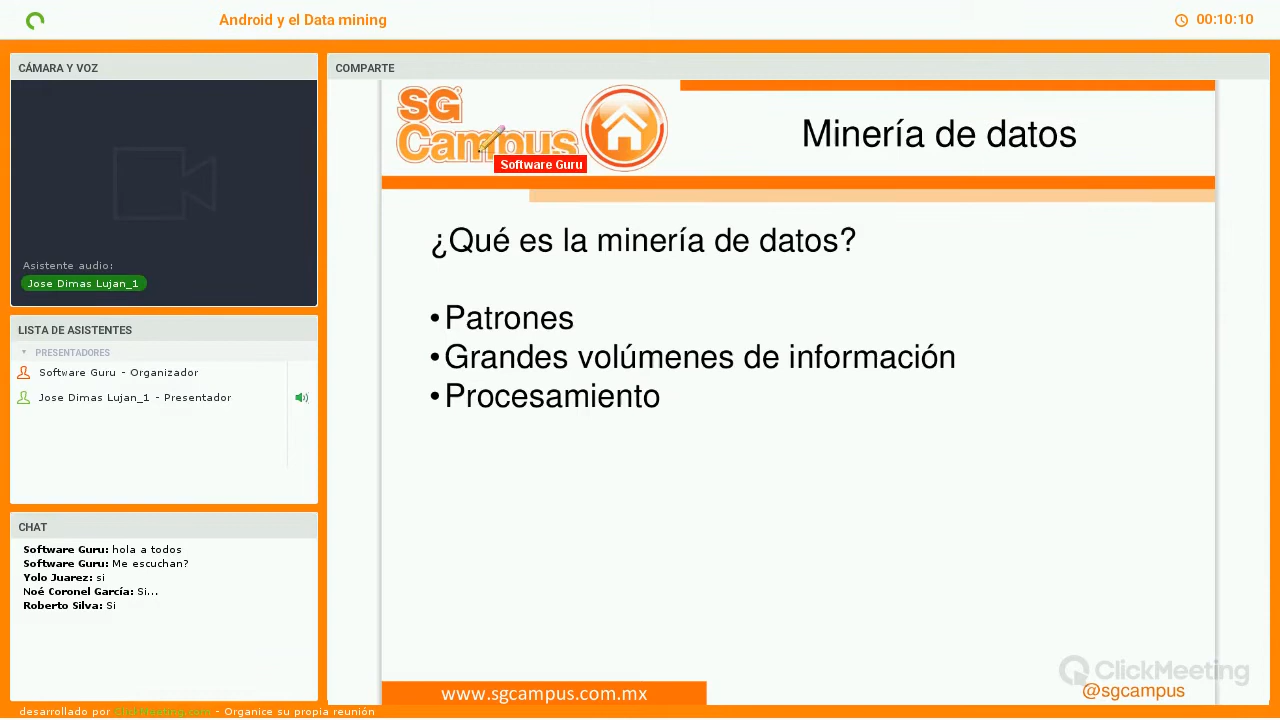 Android y el Data mining
00:10:10
CÁMARA Y VOZ
Asistente audio:
Jose Dimas Lujan_1
LISTA DE ASISTENTES
PRESENTADORES
Software Guru - Organizador
Jose Dimas Lujan_1 - Presentador
CHAT
Software Guru: hola a todos
Software Guru: Me escuchan?
Yolo Juarez: si
Noé Coronel García: Si...
Roberto Silva: Si
COMPARTE
SG
Campus
Software Guru
Minería de datos
¿Qué es la minería de datos?
•Patrones
•Grandes volúmenes de información
•Procesamiento
ClickMeeting
www.sgcampus.com.mx
@sgcampus
desarrollado por ClickMeeting.com - Organice su propia reunión